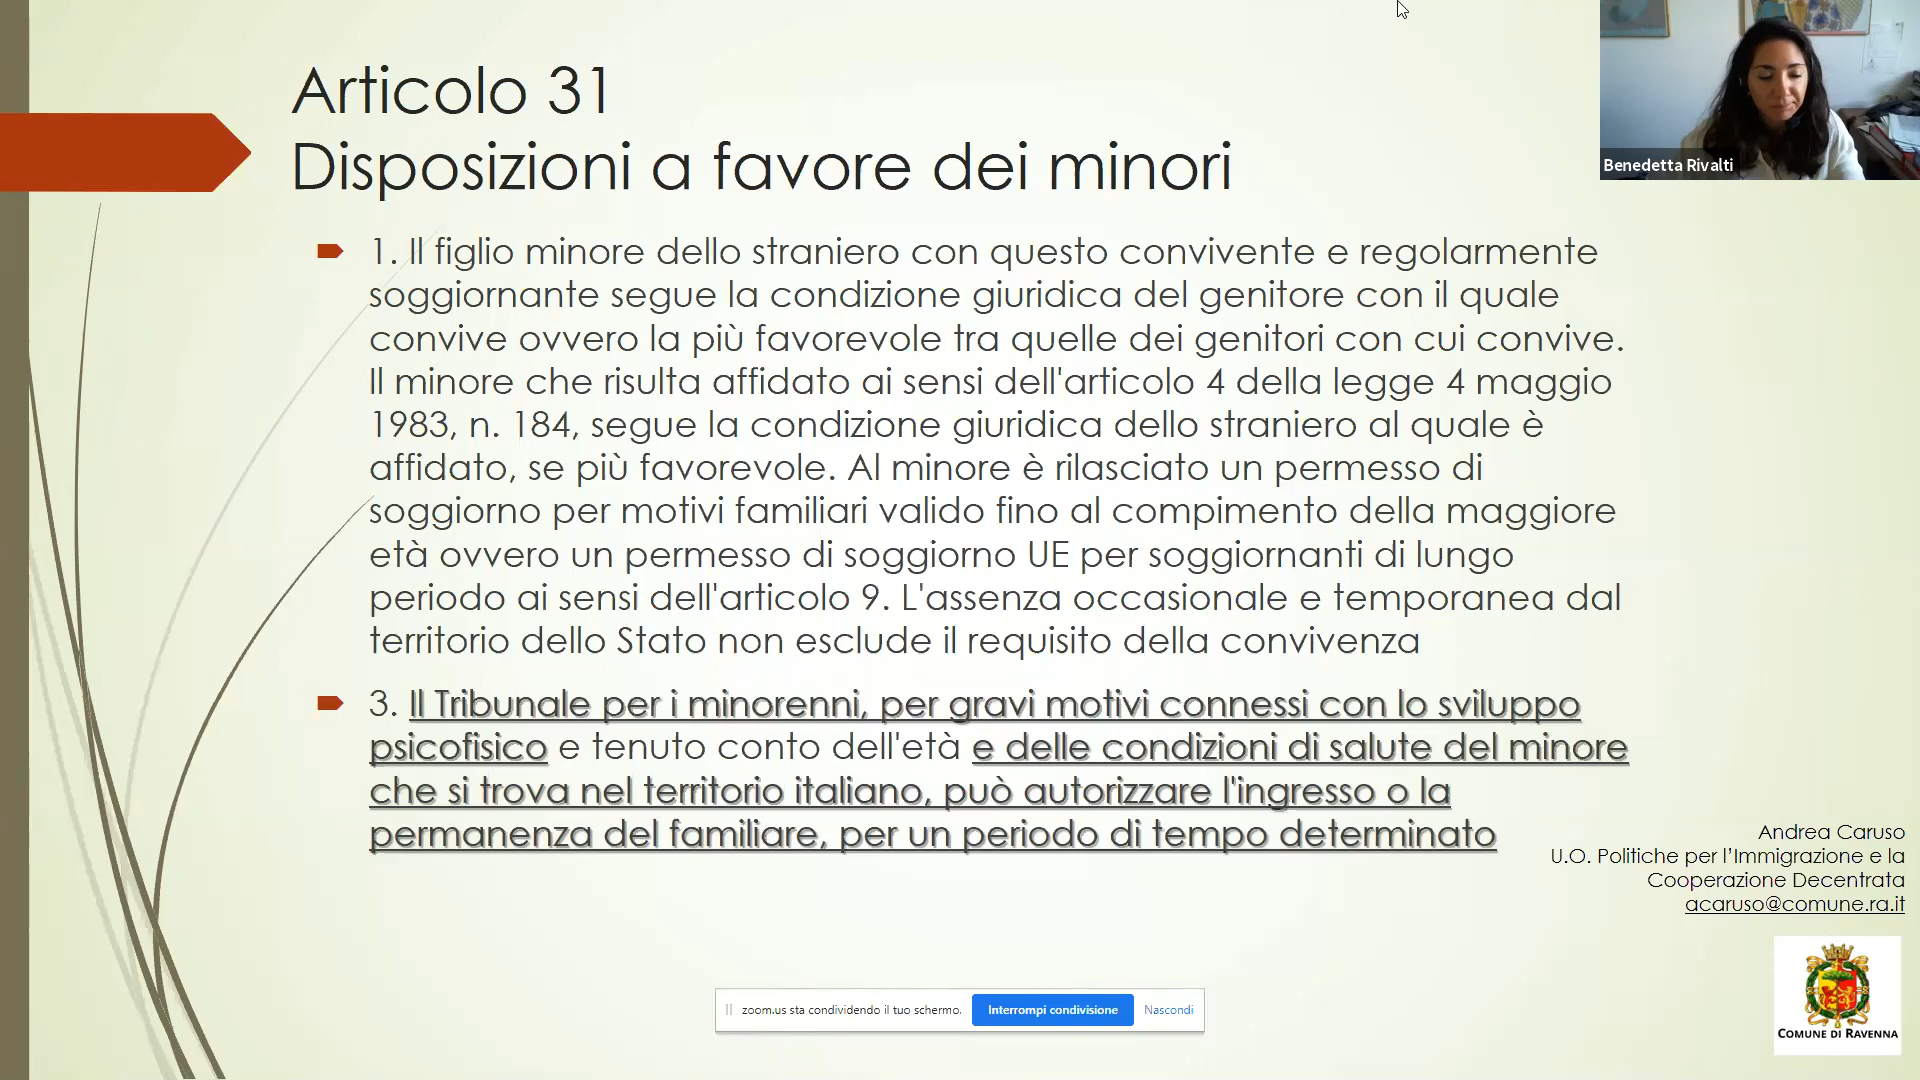 Articolo 31
Disposizioni a favore dei minori
1. Il figlio minore dello straniero con questo convivente e regolarmente
soggiornante segue la condizione giuridica del genitore con il quale
convive ovvero la più favorevole tra quelle dei genitori con cui convive.
Il minore che risulta affidato ai sensi dell'articolo 4 della legge 4 maggio
1983, n. 184, segue la condizione giuridica dello straniero al quale è
affidato, se più favorevole. Al minore è rilasciato un permesso di
soggiorno per motivi familiari valido fino al compimento della maggiore
età ovvero un permesso di soggiorno UE per soggiornanti di lungo
periodo ai sensi dell'articolo 9. L'assenza occasionale e temporanea dal
territorio dello Stato non esclude il requisito della convivenza
3. Il Tribunale per i minorenni, per gravi motivi connessi con lo sviluppo
psicofisico e tenuto conto dell'età e delle condizioni di salute del minore
che si trova nel territorio italiano, può autorizzare l'ingresso o la
permanenza del familiare, per un periodo di tempo determinato
Benedetta Rivalti
Andrea Caruso
U.O. Politiche per l’Immigrazione e la
Cooperazione Decentrata
acaruso@comune.ra.it
COMUNE DI RAVENNA
zoom.us sta condividendo il tuo schermo.
Interrompi condivisione
Nascondi